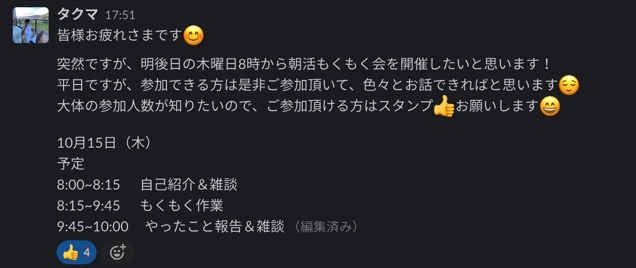 タクマ 17:51
皆様お疲れさまです😊
突然ですが、明後日の木曜日8時から朝活もくもく会を開催したいと思います！
平日ですが、参加できる方は是非ご参加頂いて、色々とお話できればと思います😌
大体の参加人数が知りたいので、ご参加頂ける方はスタンプ👍お願いします😄
10月15日（木）
予定
8:00~8:15 自己紹介＆雑談
8:15~9:45 もくもく作業
9:45~10:00 やったこと報告＆雑談 （編集済み）
👍 4